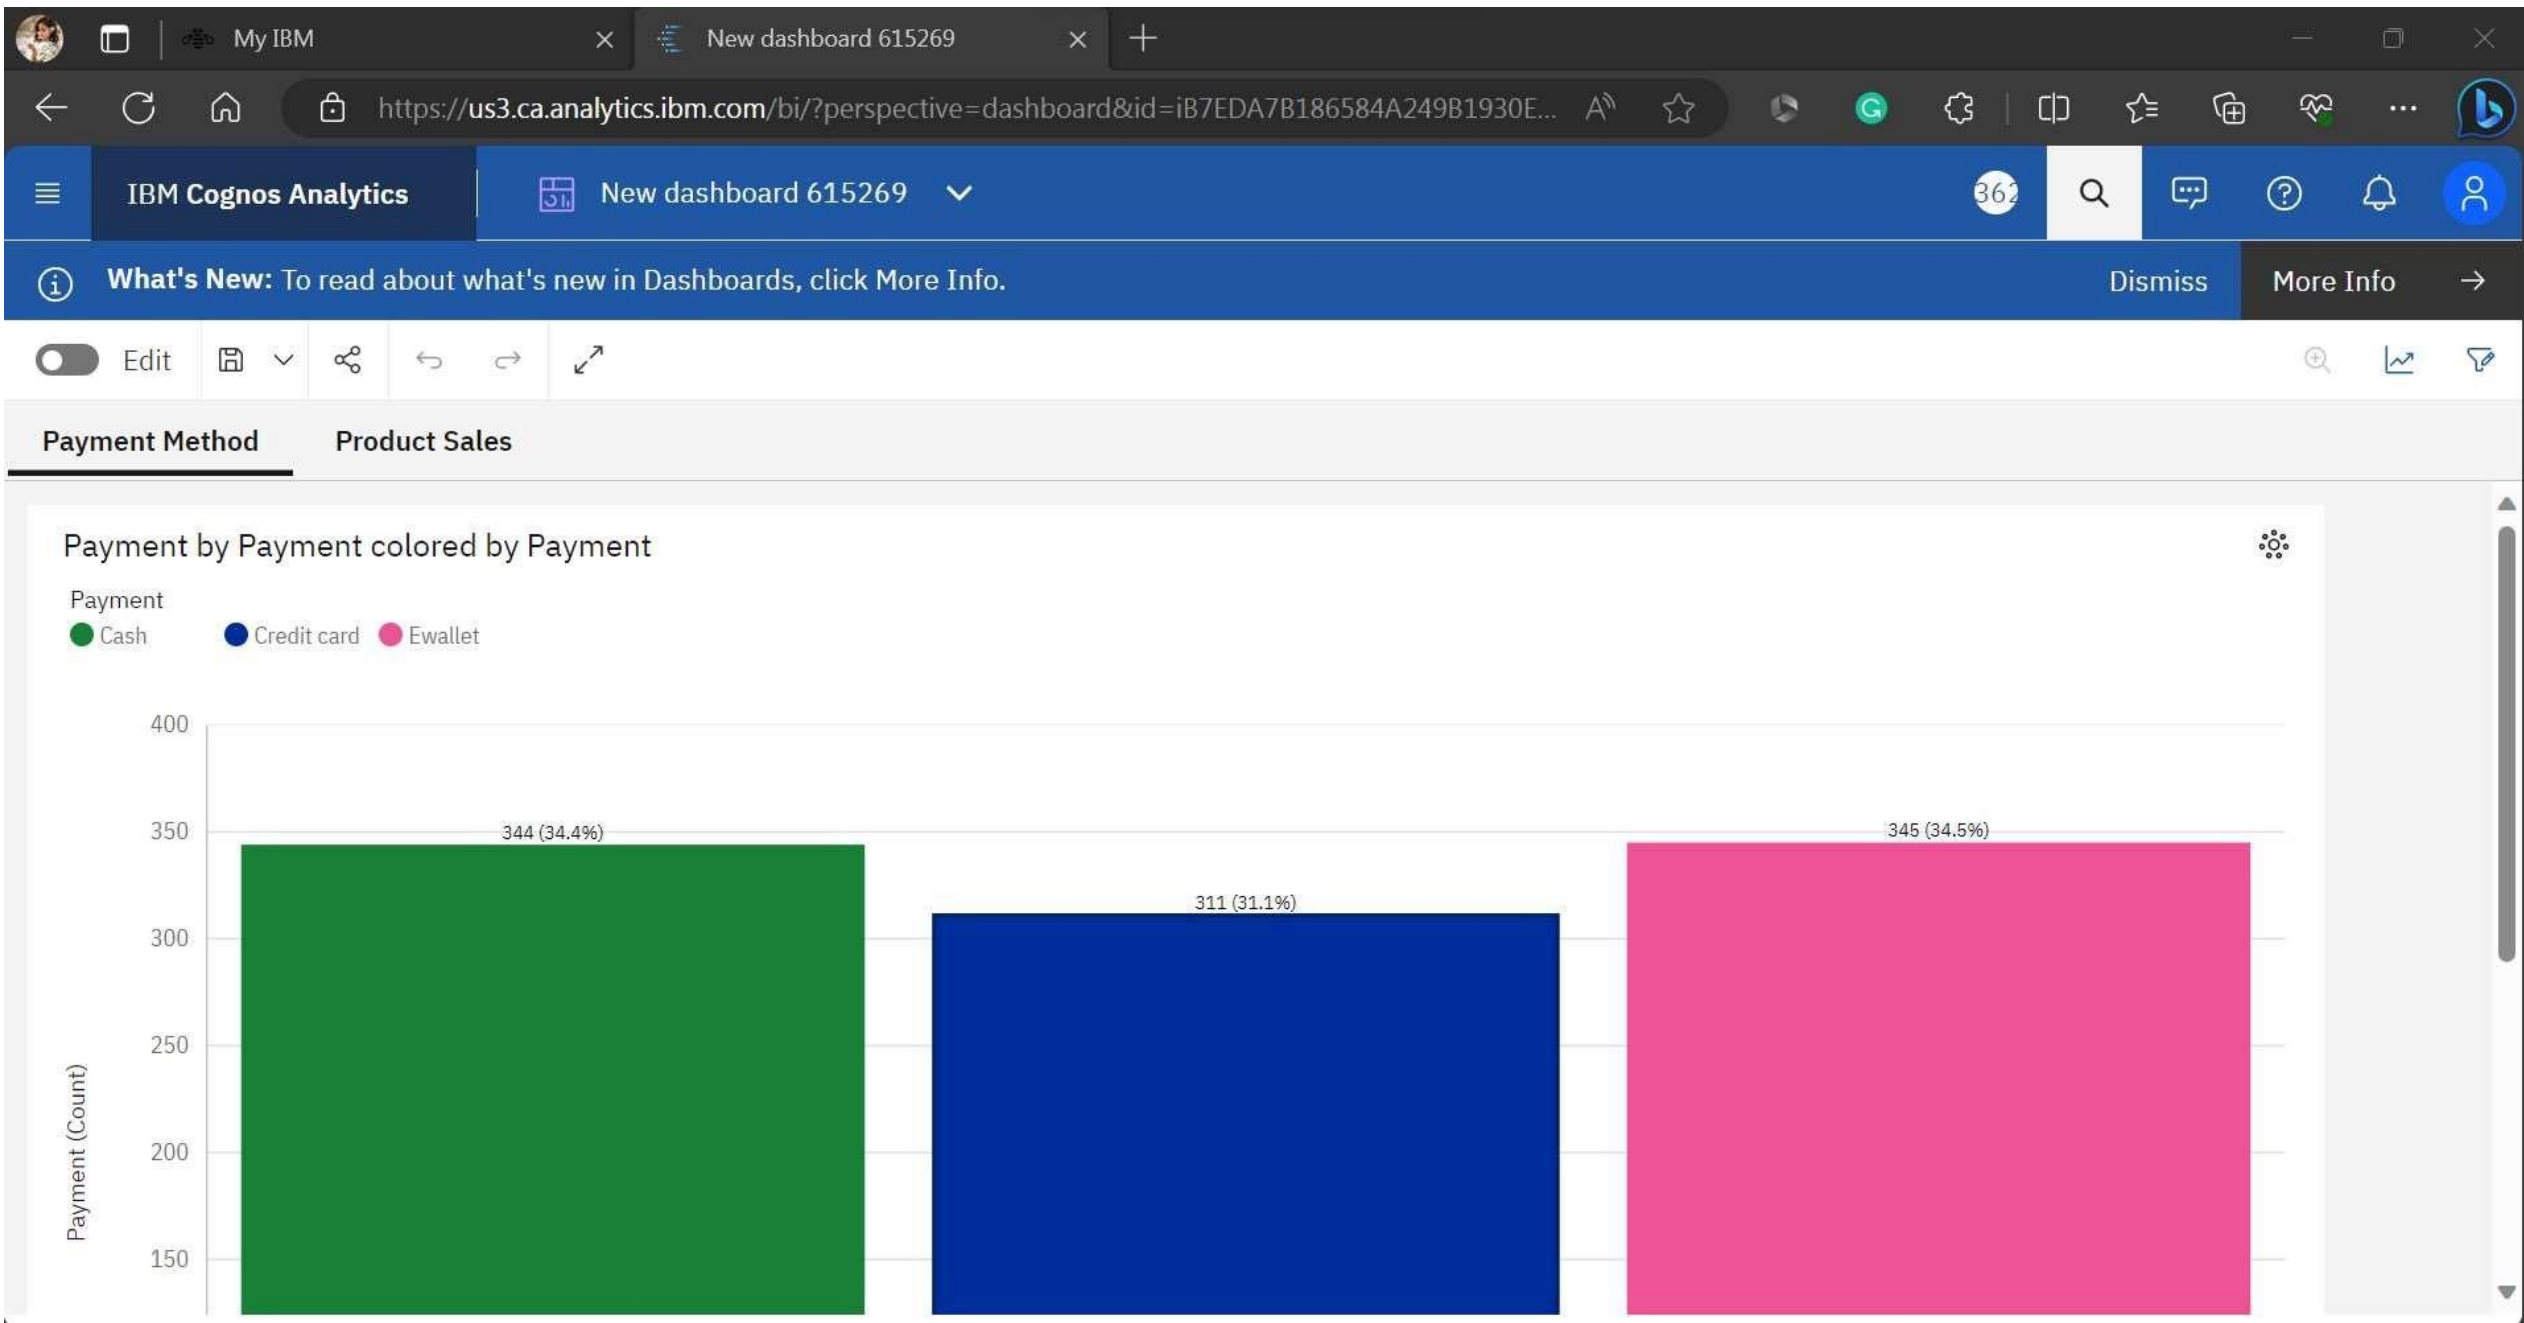 My IBM
New dashboard 615269
https://us3.ca.analytics.ibm.com/bi/?perspective=dashboard&id=iB7EDA7B186584A249B1930E...
IBM Cognos Analytics
New dashboard 615269
362
What's New: To read about what's new in Dashboards, click More Info.
Dismiss
More Info
Edit
Payment Method
Product Sales
Payment by Payment colored by Payment
Payment
Cash
Credit card
Ewallet
400
350
300
250
200
150
Payment (Count)
344 (34.4%)
311 (31.1%)
345 (34.5%)